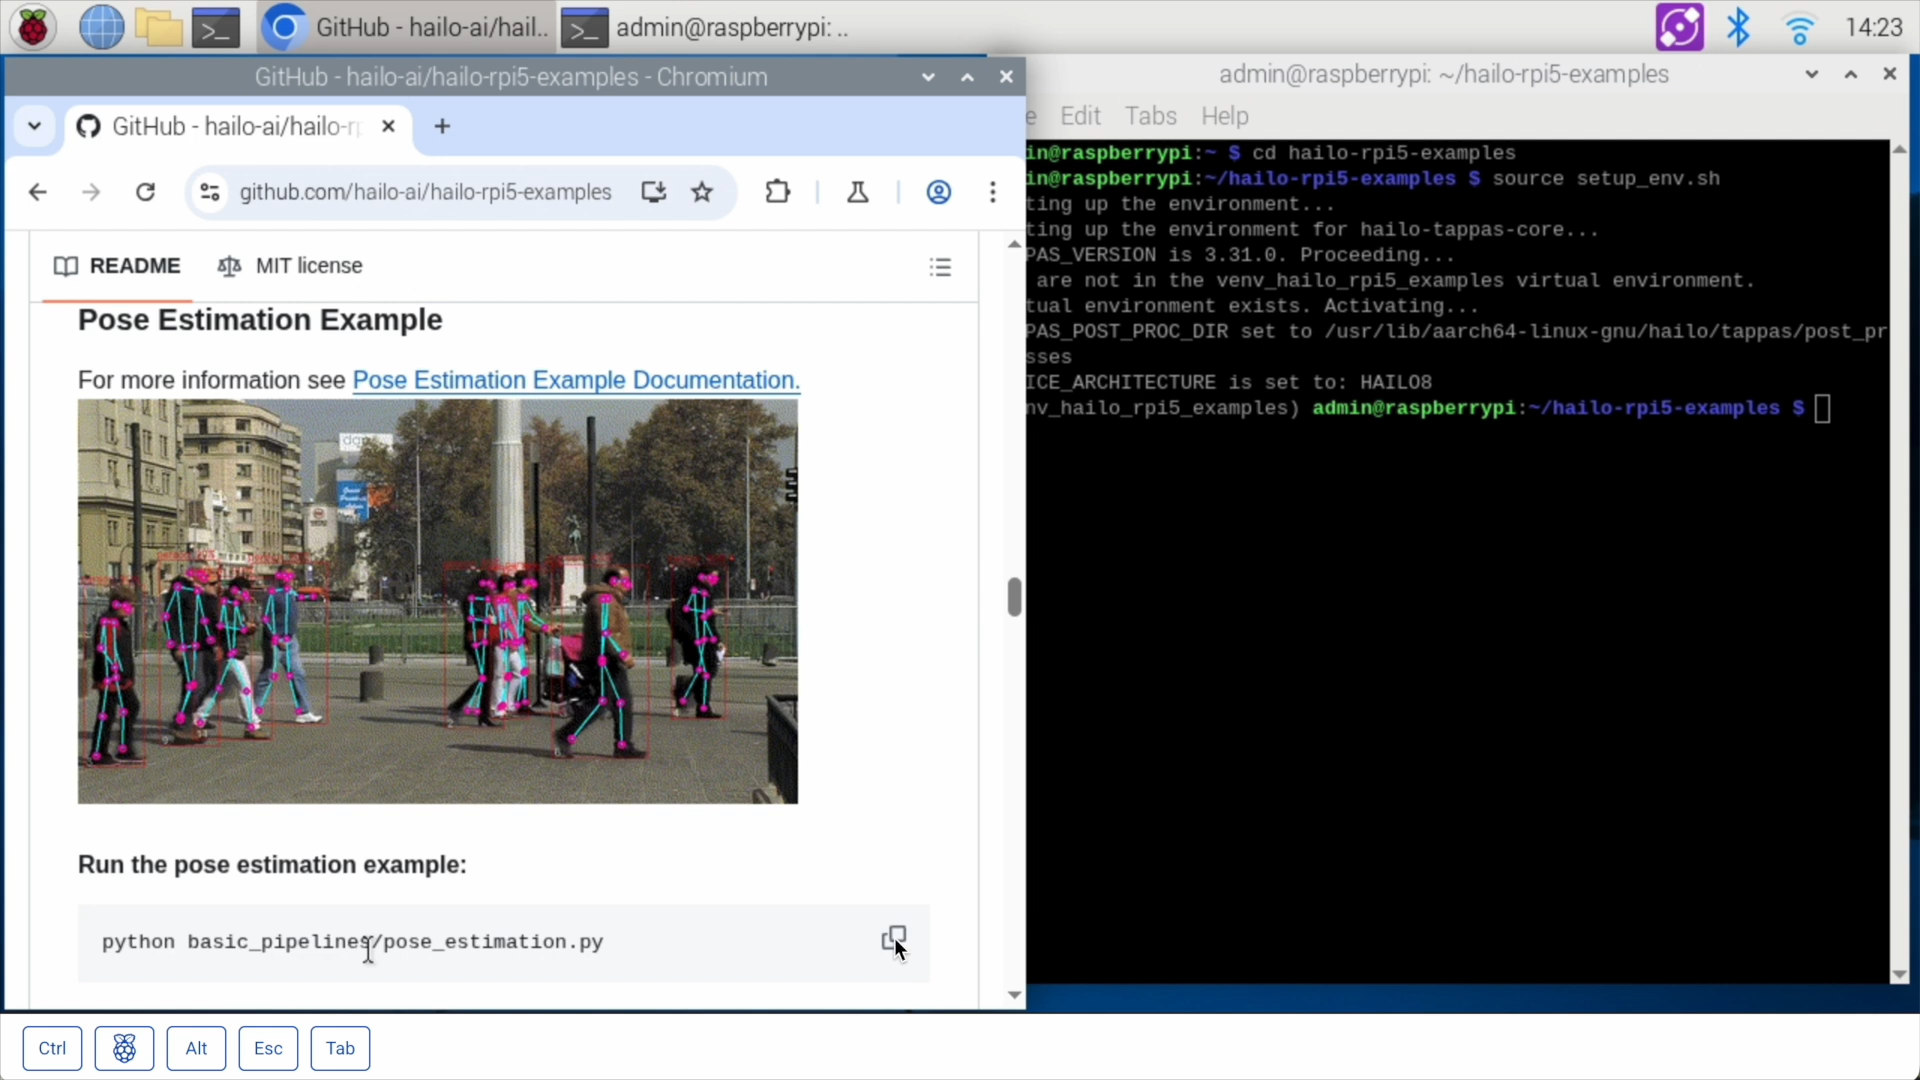 GitHub - hailo-ai/hail..
admin@raspberrypi: ..
14:23
GitHub - hailo-ai/hailo-rpi5-examples - Chromium
GitHub - hailo-ai/hailo-r
github.com/hailo-ai/hailo-rpi5-examples
README
MIT license
Pose Estimation Example
For more information see Pose Estimation Example Documentation.
Run the pose estimation example:
python basic_pipelines/pose_estimation.py
admin@raspberrypi: ~/hailo-rpi5-examples
e Edit Tabs Help
in@raspberrypi:~ $ cd hailo-rpi5-examples
in@raspberrypi:~/hailo-rpi5-examples $ source setup_env.sh
ting up the environment...
ting up the environment for hailo-tappas-core...
PAS_VERSION is 3.31.0. Proceeding...
are not in the venv_hailo_rpi5_examples virtual environment.
tual environment exists. Activating...
PAS_POST_PROC_DIR set to /usr/lib/aarch64-linux-gnu/hailo/tappas/post_pr
sses
ICE_ARCHITECTURE is set to: HAILO8
nv_hailo_rpi5_examples) admin@raspberrypi:~/hailo-rpi5-examples $
Ctrl
Alt
Esc
Tab